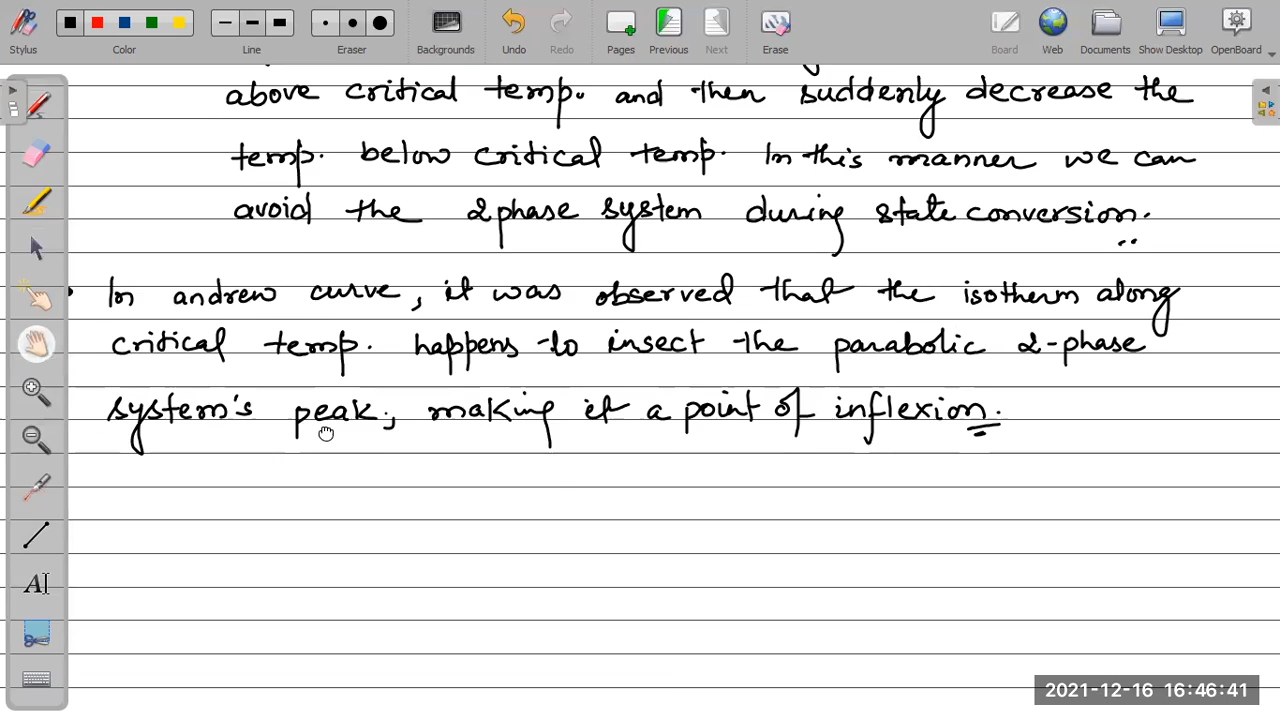 Stylus
Color
Line
Eraser
Backgrounds
Undo
Redo
Pages
Previous
Next
Erase
Board
Web
Documents
Show Desktop
OpenBoard
above critical temp. and then suddenly decrease the
temp. below critical temp. In this manner we can
avoid the 2phase system during state conversion.
In andrew curve, it was observed that the isotherm along
critical temp. happens to insect the parabolic 2-phase
system's peak, making it a point of inflexion.
2021-12-16 16:46:41